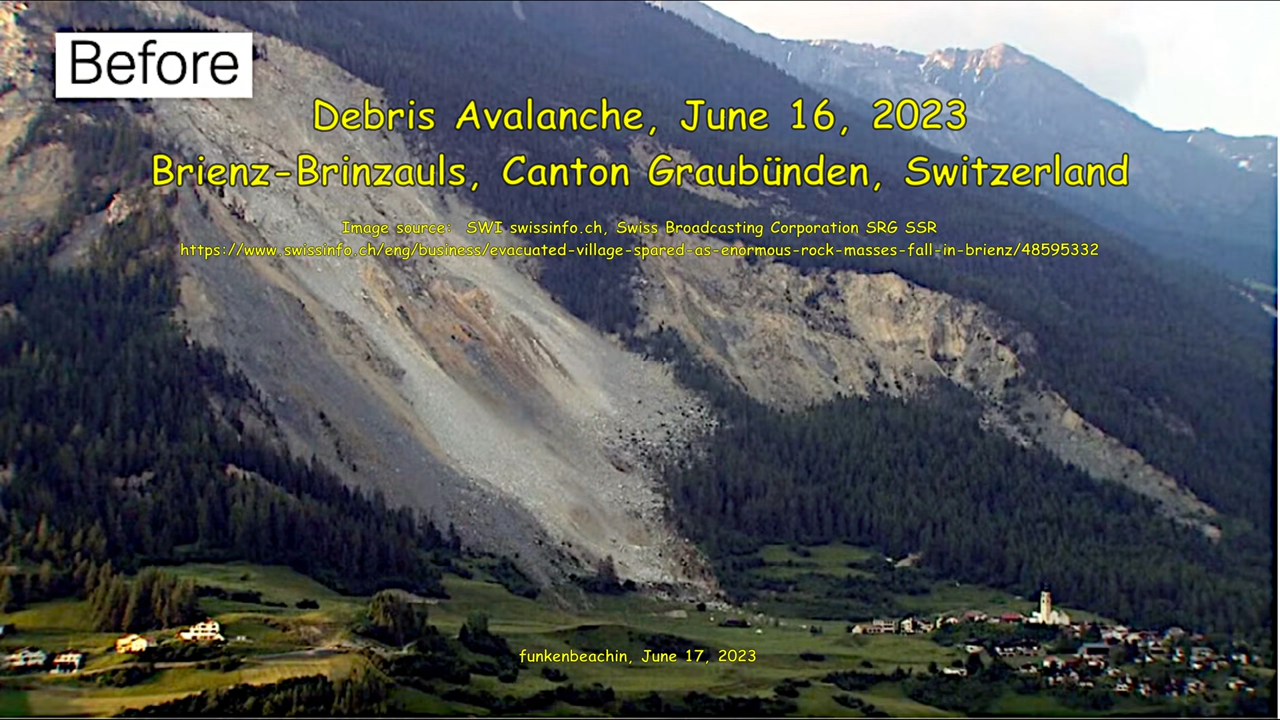 Before
Debris Avalanche, June 16, 2023
Brienz-Brinzauls, Canton Graubünden, Switzerland
Image source:  SWI swissinfo.ch, Swiss Broadcasting Corporation SRG SSR
https://www.swissinfo.ch/eng/business/evacuated-village-spared-as-enormous-rock-masses-fall-in-brienz/48595332
funkenbeachin, June 17, 2023